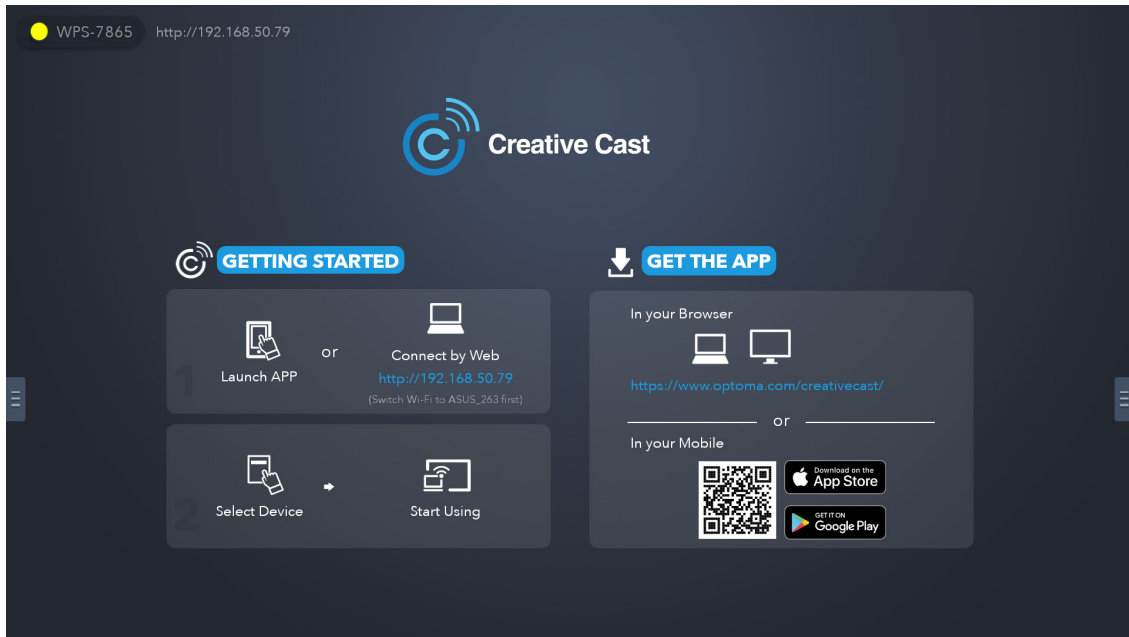 WPS-7865 http://192.168.50.79
Creative Cast
GETTING STARTED
1
Launch APP
or
Connect by Web
http://192.168.50.79
(Switch Wi-Fi to ASUS_263 first)
2
Select Device
Start Using
GET THE APP
In your Browser
https://www.optoma.com/creativecast/
or
In your Mobile
Download on the
App Store
GET IT ON
Google Play